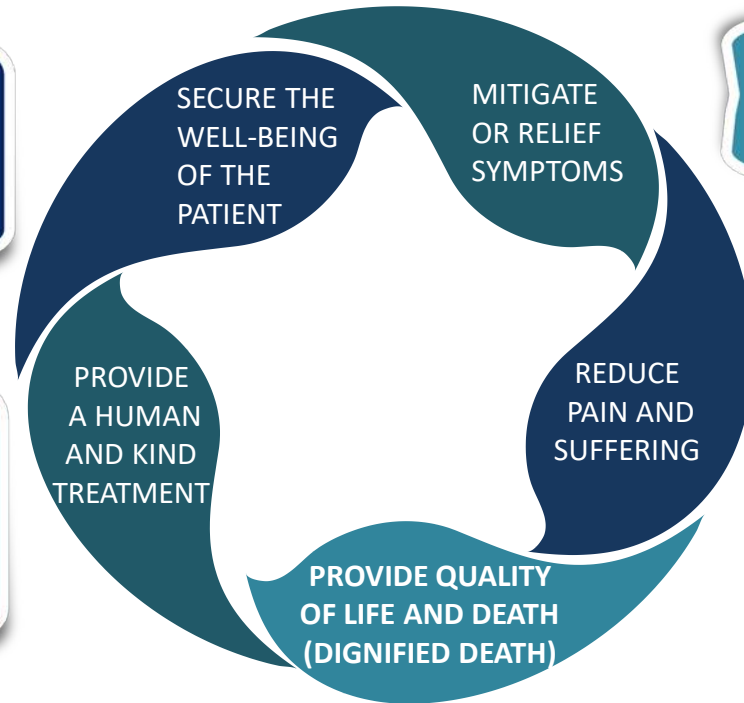 SECURE THE
WELL-BEING
OF THE
PATIENT
MITIGATE
OR RELIEF
SYMPTOMS
REDUCE
PAIN AND
SUFFERING
PROVIDE QUALITY
OF LIFE AND DEATH
(DIGNIFIED DEATH)
PROVIDE
A HUMAN
AND KIND
TREATMENT